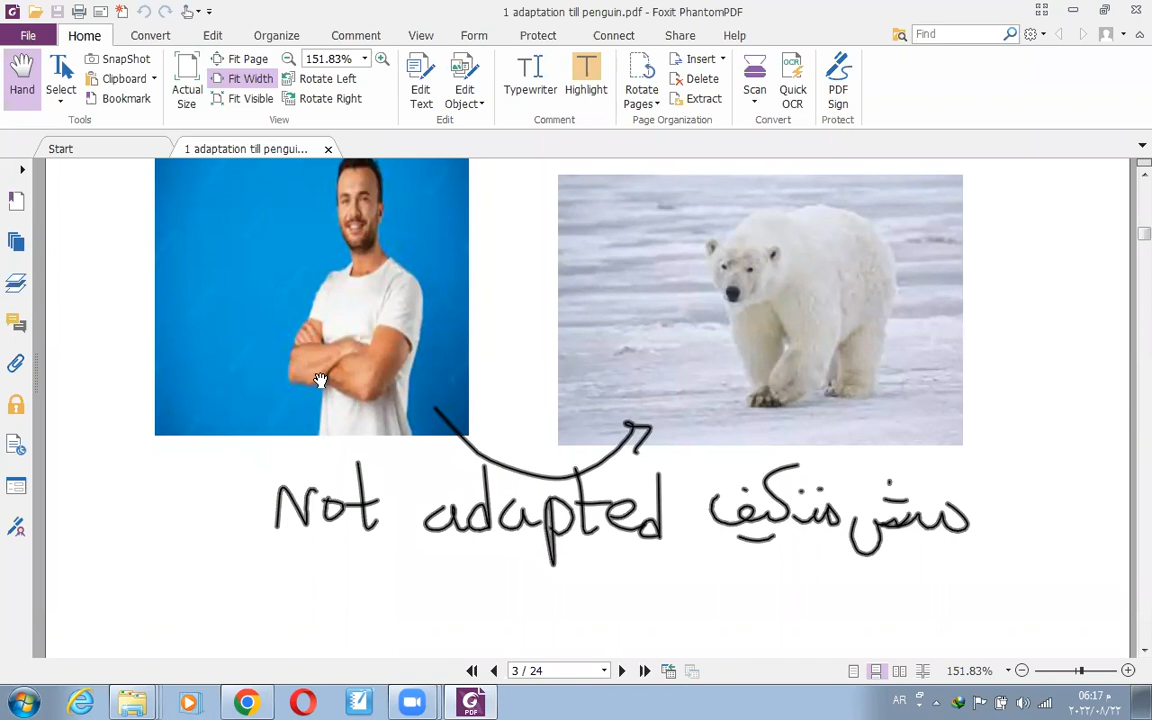 1 adaptation till penguin.pdf - Foxit PhantomPDF
File Home Convert Edit Organize Comment View Form Protect Connect Share Help Find
Hand
Select
SnapShot
Clipboard
Bookmark
Tools
Actual Size
Fit Page
Fit Width
Fit Visible
151.83%
Rotate Left
Rotate Right
View
Edit Text
Edit Object
Edit
Typewriter
Highlight
Comment
Rotate Pages
Insert
Delete
Extract
Page Organization
Scan
Quick OCR
Convert
PDF Sign
Protect
Start
1 adaptation till pengui...
Not adapted مش متكيف
3 / 24
151.83%
AR
06:17 م
٢٠٢٢/٠٨/٢٢